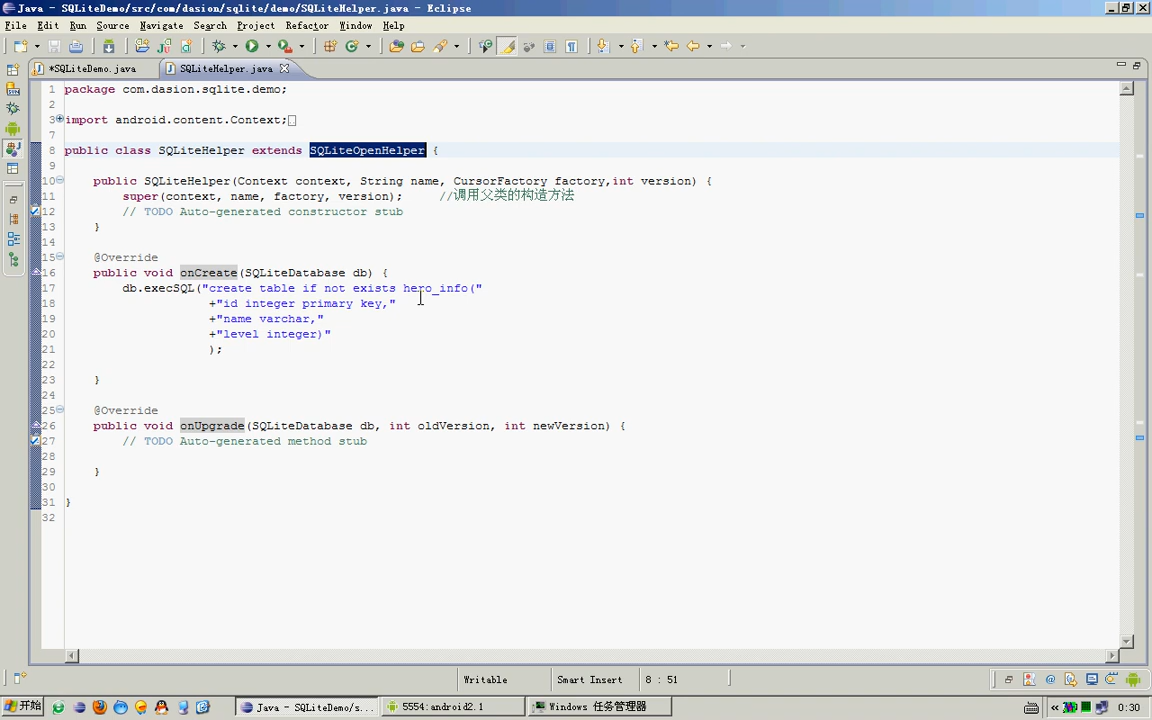 Java - SQLiteDemo/src/com/dasion/sqlite/demo/SQLiteHelper.java - Eclipse
File Edit Run Source Navigate Search Project Refactor Window Help
*SQLiteDemo.java SQLiteHelper.java
1 package com.dasion.sqlite.demo;
2
3 import android.content.Context;
7
8 public class SQLiteHelper extends SQLiteOpenHelper {
9
10 public SQLiteHelper(Context context, String name, CursorFactory factory,int version) {
11 super(context, name, factory, version); //调用父类的构造方法
12 // TODO Auto-generated constructor stub
13 }
14
15 @Override
16 public void onCreate(SQLiteDatabase db) {
17 db.execSQL("create table if not exists hero_info("
18 +"id integer primary key,"
19 +"name varchar,"
20 +"level integer)"
21 );
22
23 }
24
25 @Override
26 public void onUpgrade(SQLiteDatabase db, int oldVersion, int newVersion) {
27 // TODO Auto-generated method stub
28
29 }
30
31 }
32
Writable Smart Insert 8 : 51
开始 Java - SQLiteDemo/s... 5554:android2.1 Windows 任务管理器 0:30